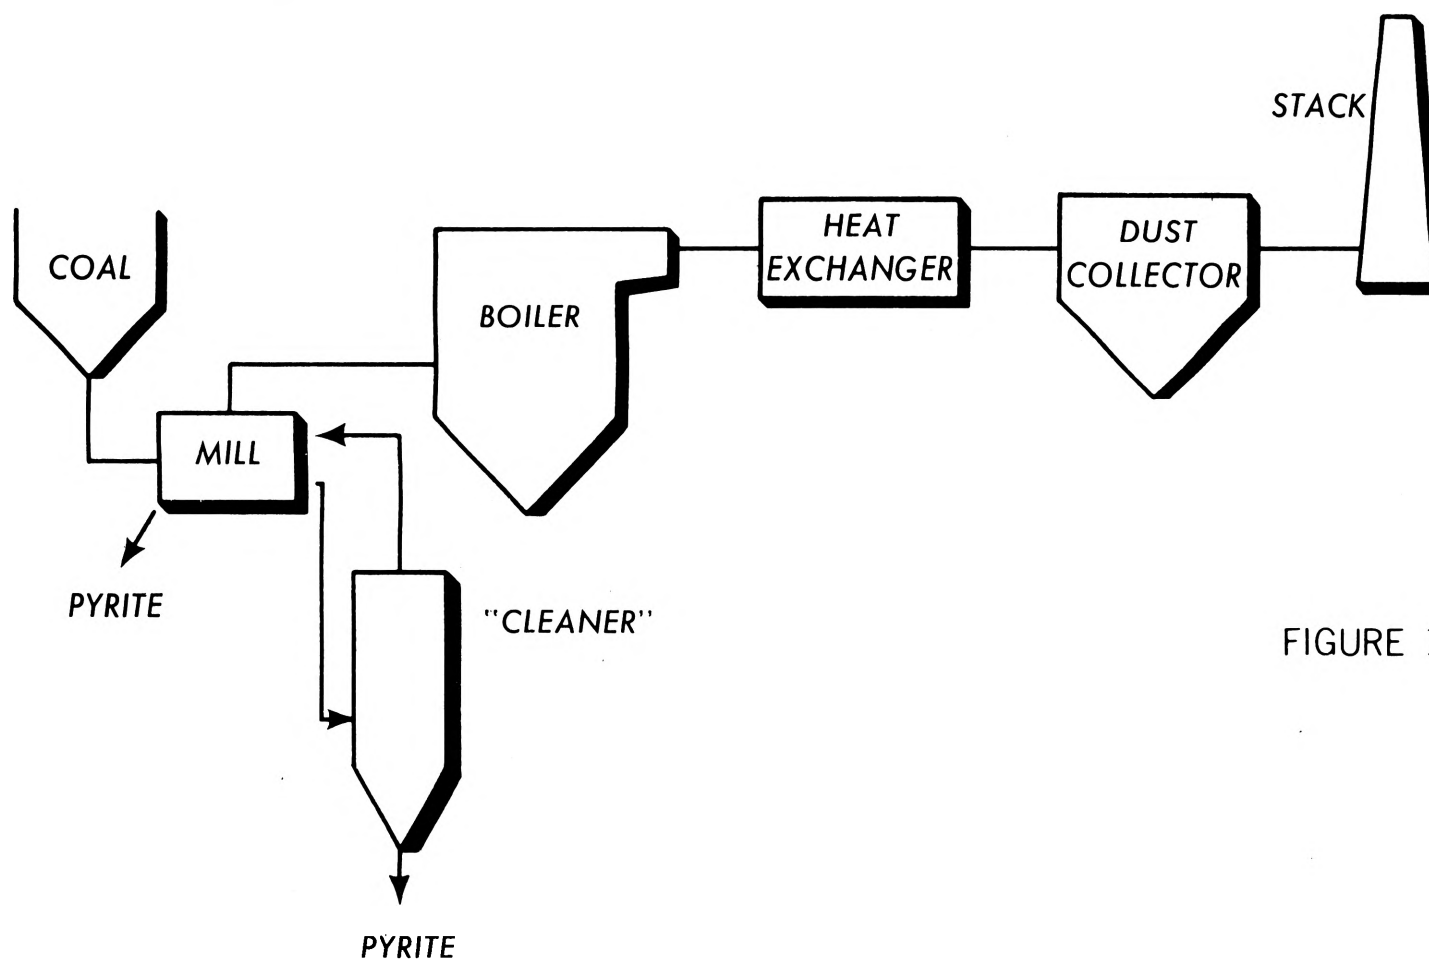 STACK
HEAT
EXCHANGER
DUST
COLLECTOR
COAL
BOILER
MILL
PYRITE
"CLEANER"
FIGURE
PYRITE